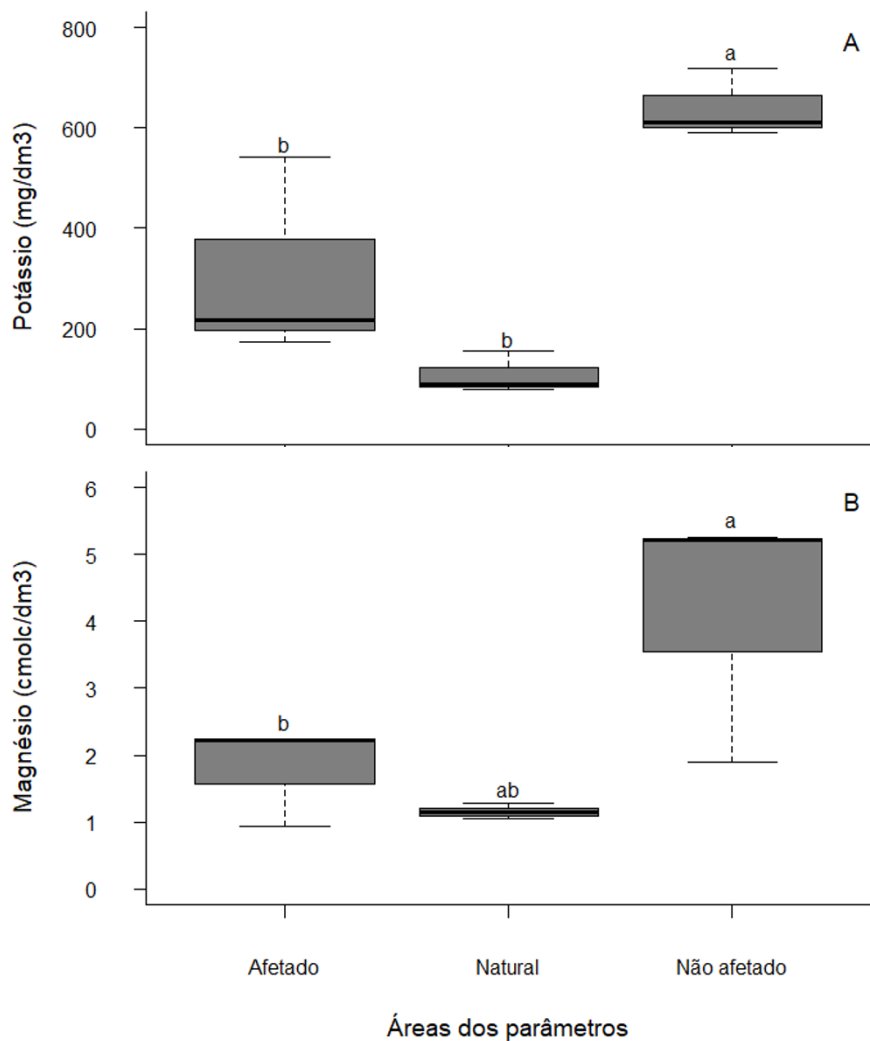 A
Potássio (mg/dm3)
800
600
400
200
0
b
b
a
B
Magnésio (cmolc/dm3)
6
5
4
3
2
1
0
b
ab
a
Afetado Natural Não afetado
Áreas dos parâmetros